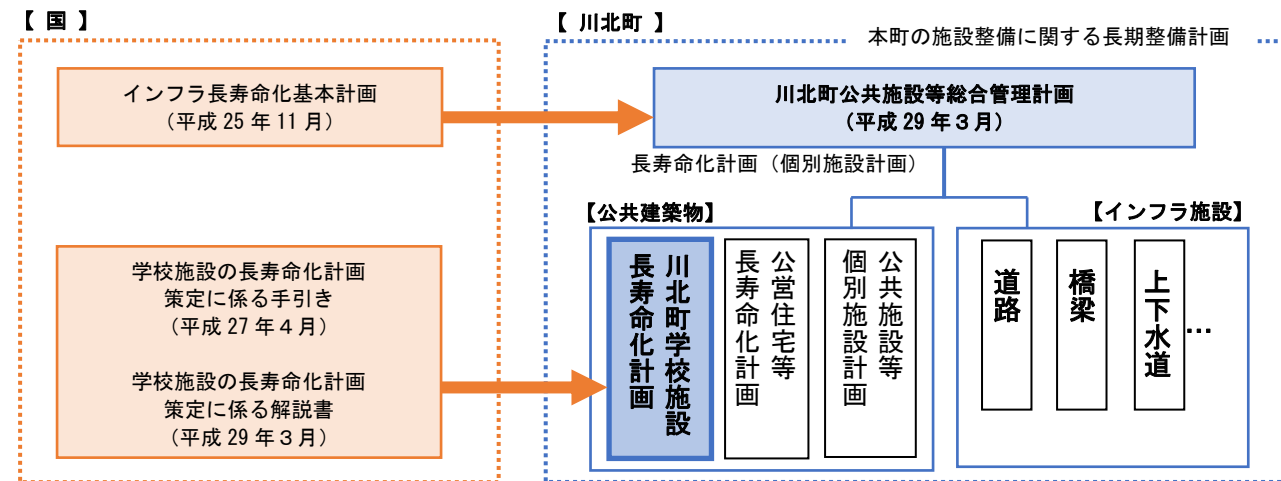 【 国 】
インフラ長寿命化基本計画
（平成 25 年 11 月）
学校施設の長寿命化計画
策定に係る手引き
（平成 27 年４月）
学校施設の長寿命化計画
策定に係る解説書
（平成 29 年３月）
【 川北町 】
本町の施設整備に関する長期整備計画
川北町公共施設等総合管理計画
（平成 29 年３月）
長寿命化計画（個別施設計画）
【公共建築物】
川北町学校施設
長寿命化計画
公営住宅等
長寿命化計画
公共施設等
個別施設計画
【インフラ施設】
道路
橋梁
上下水道
…